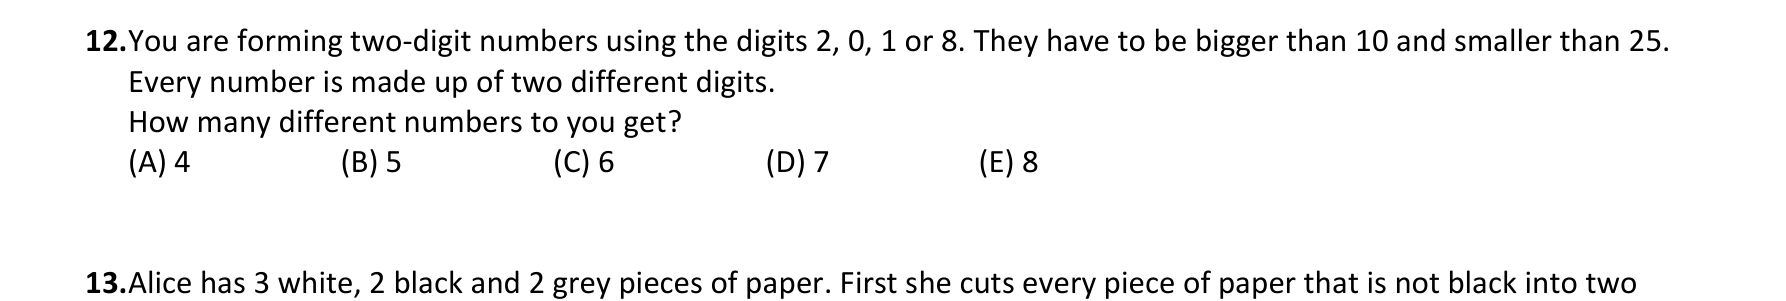 12.You are forming two-digit numbers using the digits 2, 0, 1 or 8. They have to be bigger than 10 and smaller than 25.
Every number is made up of two different digits.
How many different numbers to you get?
(A) 4 (B) 5 (C) 6 (D) 7 (E) 8
13.Alice has 3 white, 2 black and 2 grey pieces of paper. First she cuts every piece of paper that is not black into two